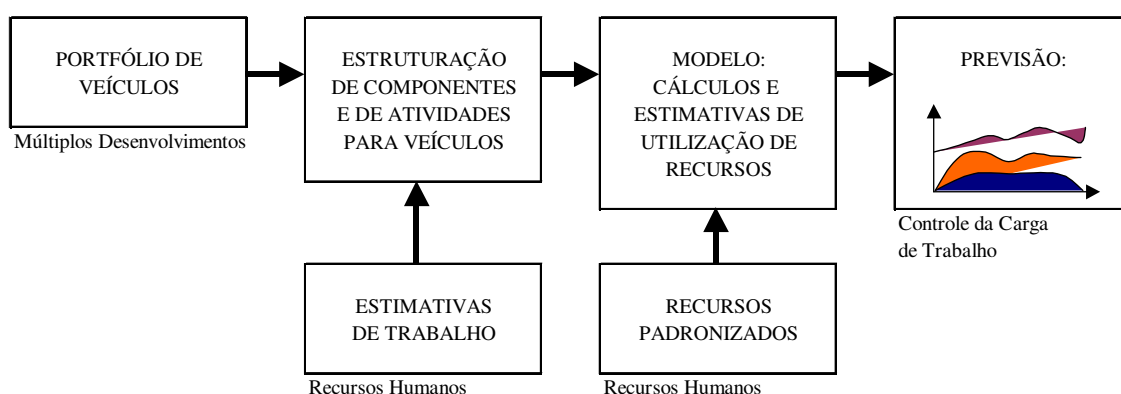 PORTFÓLIO DE
VEÍCULOS
Múltiplos Desenvolvimentos
ESTRUTURAÇÃO
DE COMPONENTES
E DE ATIVIDADES
PARA VEÍCULOS
MODELO:
CÁLCULOS E
ESTIMATIVAS DE
UTILIZAÇÃO DE
RECURSOS
PREVISÃO:
Controle da Carga
de Trabalho
ESTIMATIVAS
DE TRABALHO
Recursos Humanos
RECURSOS
PADRONIZADOS
Recursos Humanos